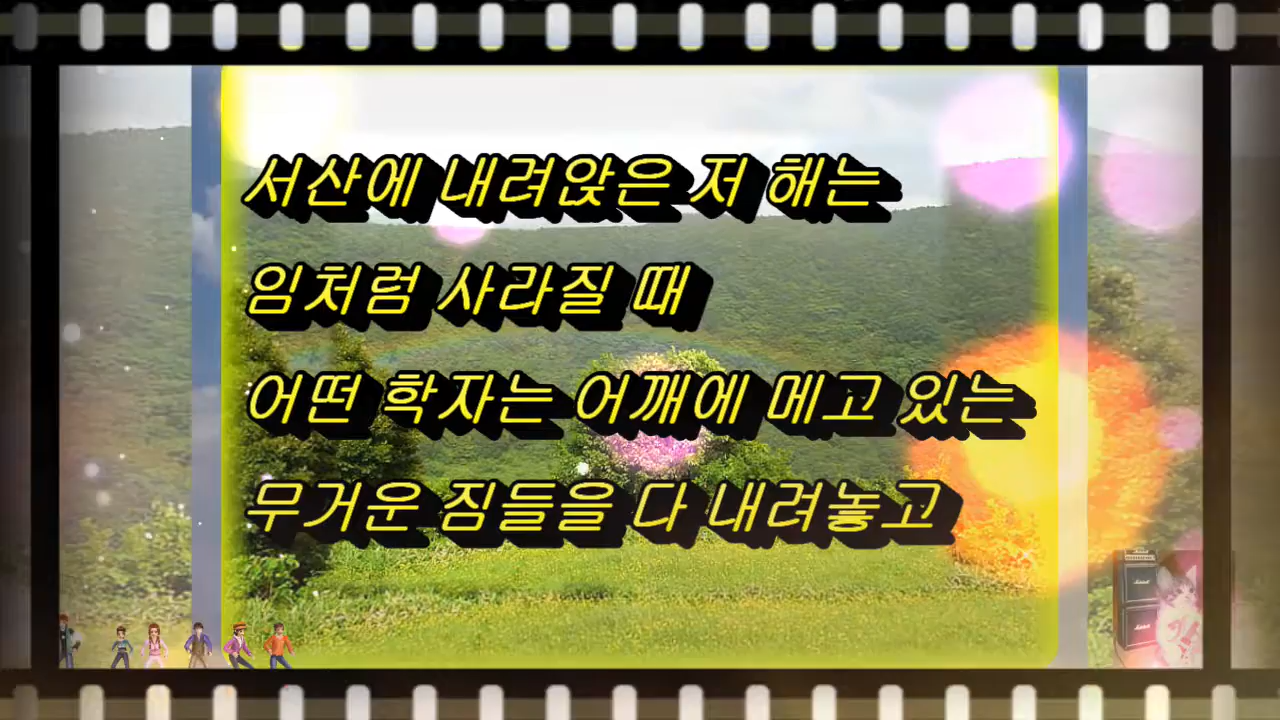 서산에 내려앉은 저 해는
임처럼 사라질 때
어떤 학자는 어깨에 메고 있는
무거운 짐들을 다 내려놓고